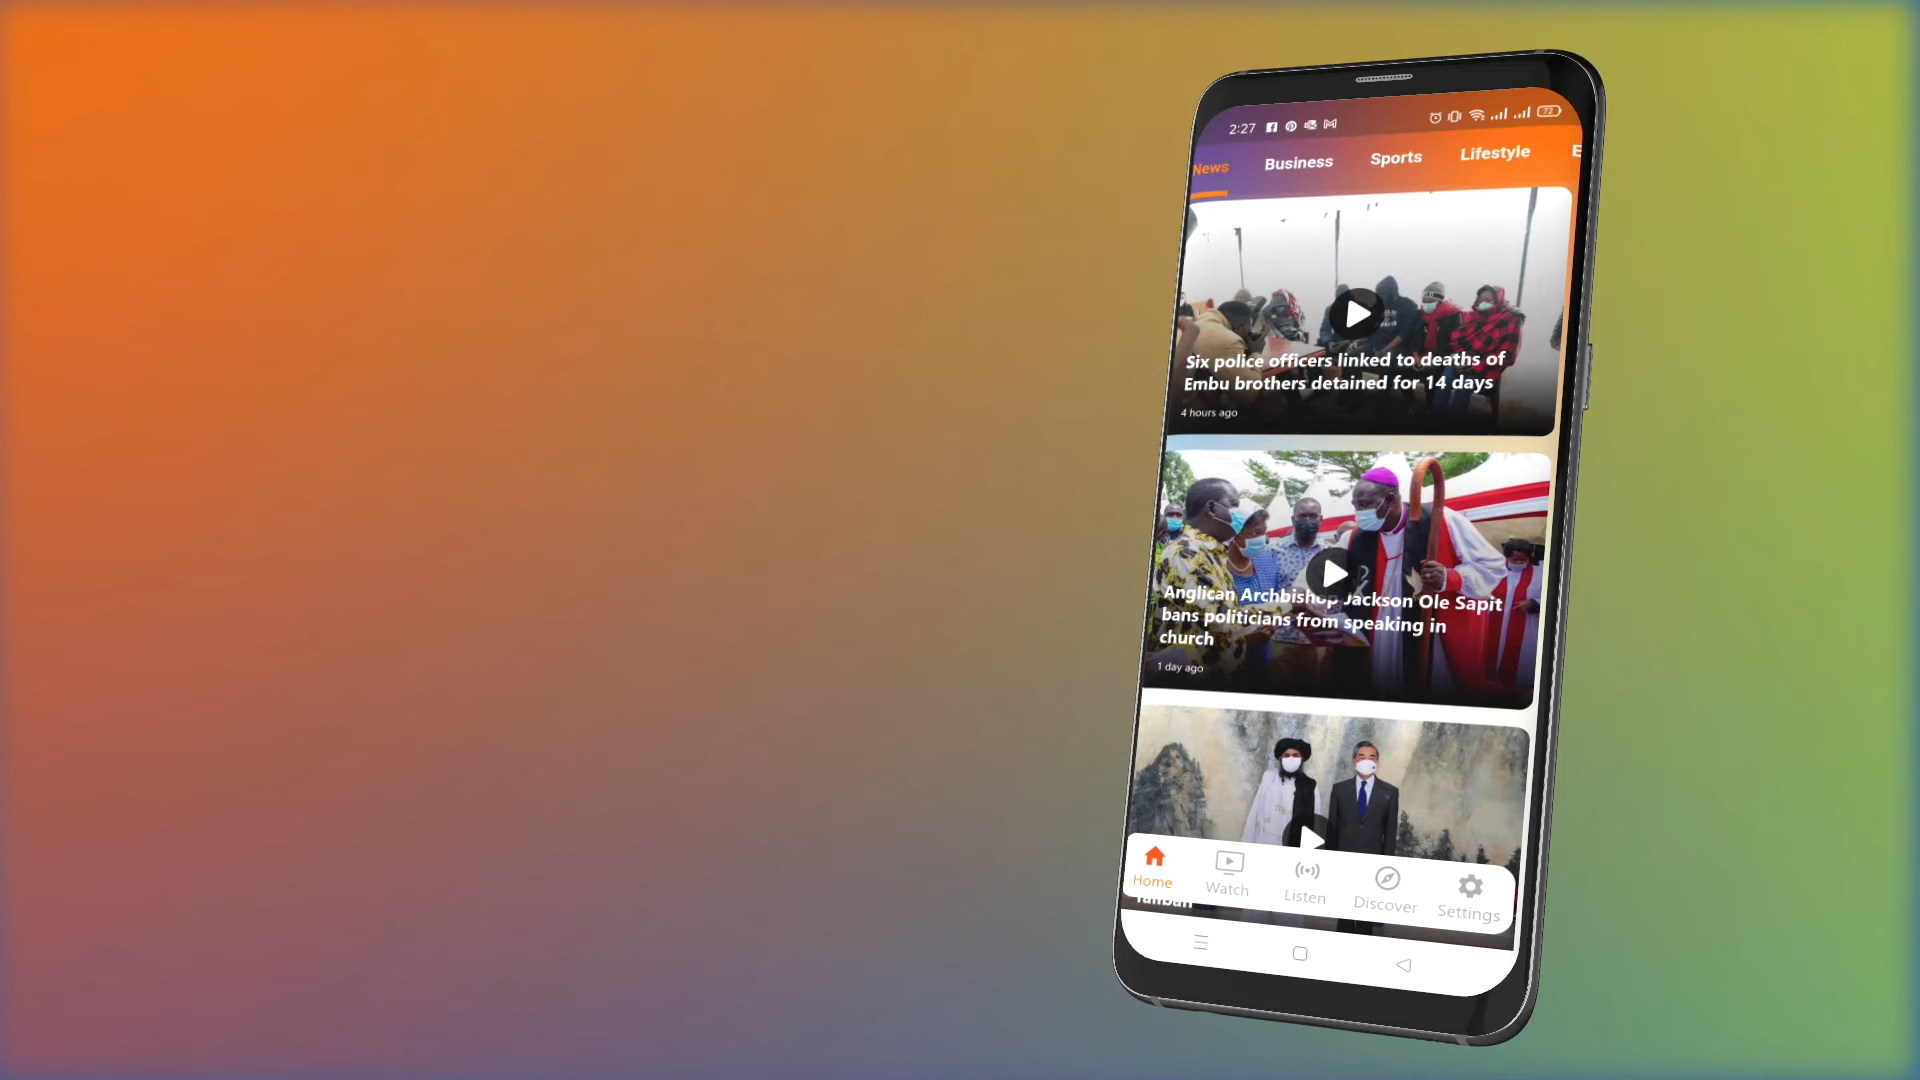 2:27
72
News Business Sports Lifestyle E
Six police officers linked to deaths of
Embu brothers detained for 14 days
4 hours ago
Anglican Archbishop Jackson Ole Sapit
bans politicians from speaking in
church
1 day ago
Taliban
Home Watch Listen Discover Settings